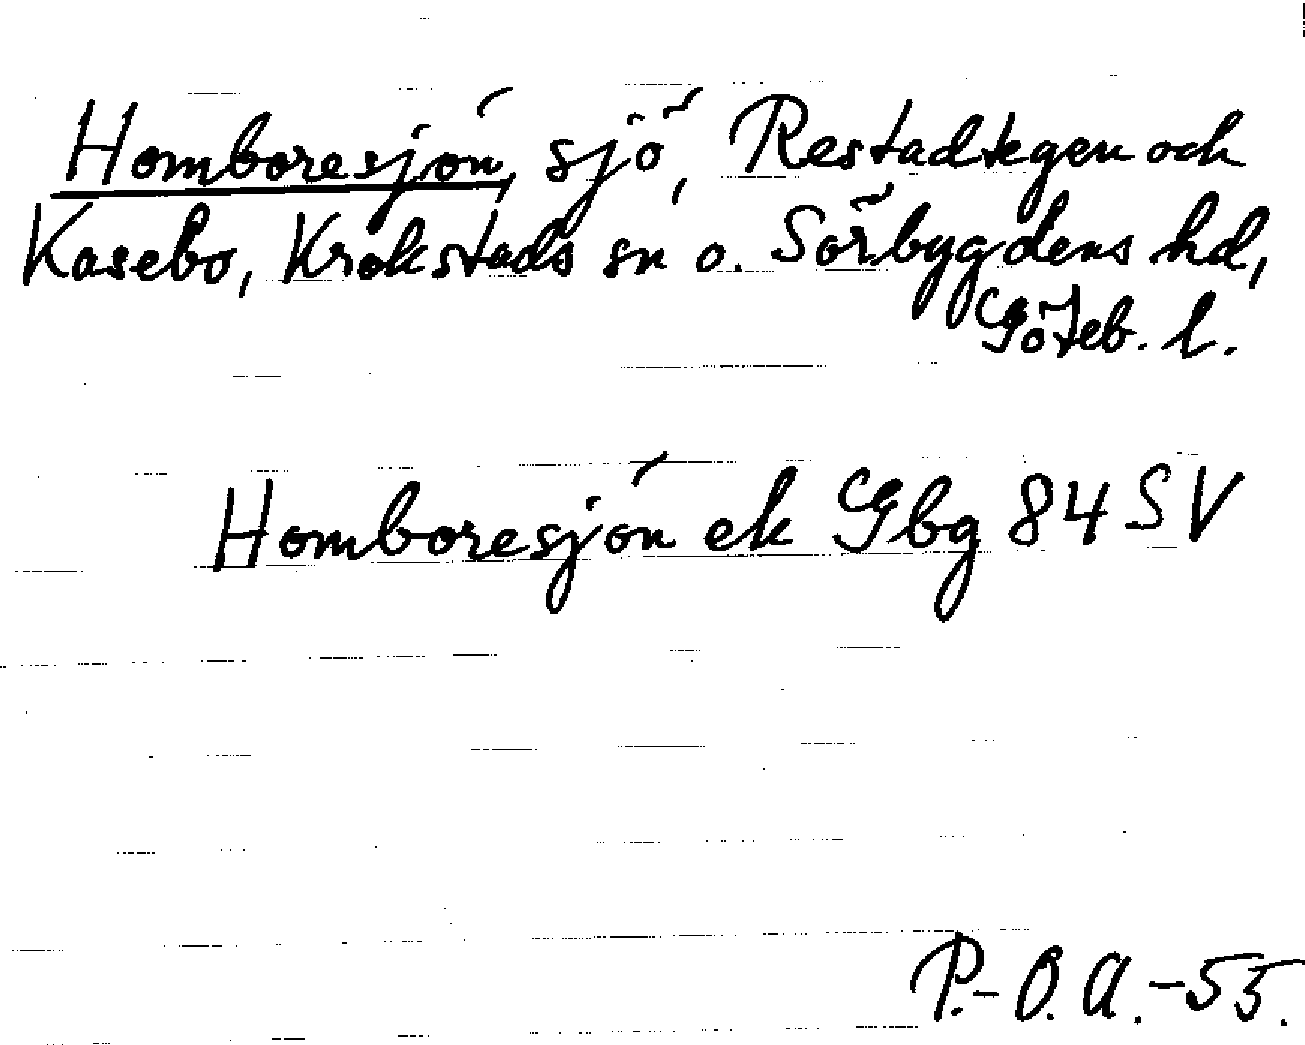 Homboresjön, sjö, Restadtegen och
Kasebo, Krokstads sn o. Sörbygdens hd,
Göteb. l.
Homboresjön ek Gbg 84 SV
P.-O. A.-55.